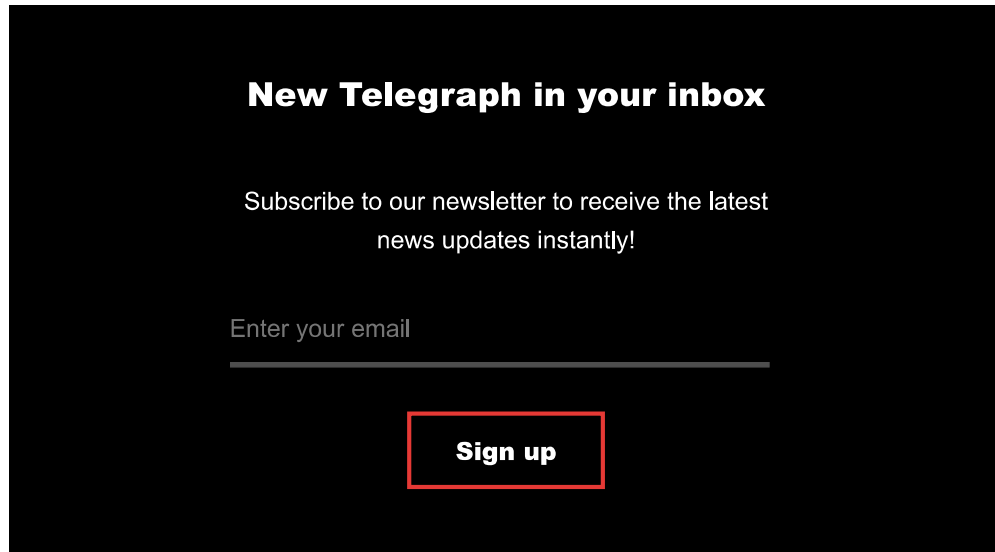 New Telegraph in your inbox
Subscribe to our newsletter to receive the latest
news updates instantly!
Enter your email
Sign up